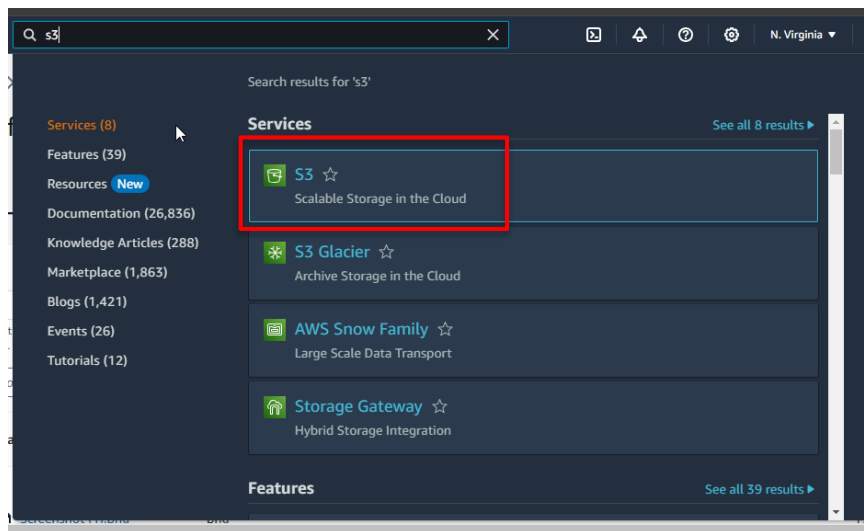 s3
N. Virginia
Search results for 's3'
Services (8)
Features (39)
Resources New
Documentation (26,836)
Knowledge Articles (288)
Marketplace (1,863)
Blogs (1,421)
Events (26)
Tutorials (12)
Services
See all 8 results
S3
Scalable Storage in the Cloud
S3 Glacier
Archive Storage in the Cloud
AWS Snow Family
Large Scale Data Transport
Storage Gateway
Hybrid Storage Integration
Features
See all 39 results